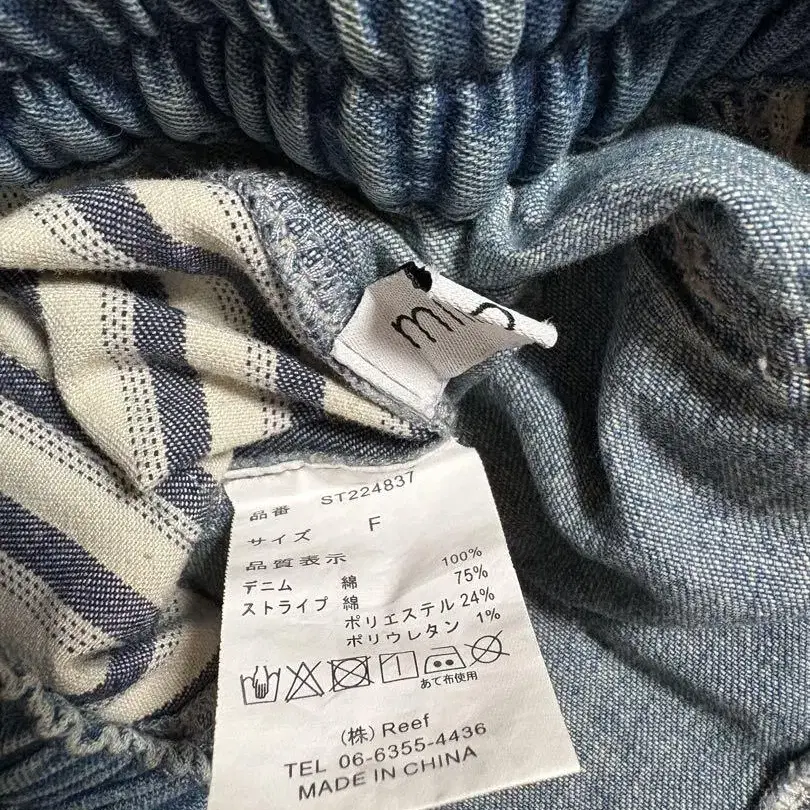 品番 ST224837
サイズ F
品質表示
デニム 綿 100%
ストライプ 綿 75%
ポリエステル 24%
ポリウレタン 1%
あて布使用
(株) Reef
TEL 06-6355-4436
MADE IN CHINA